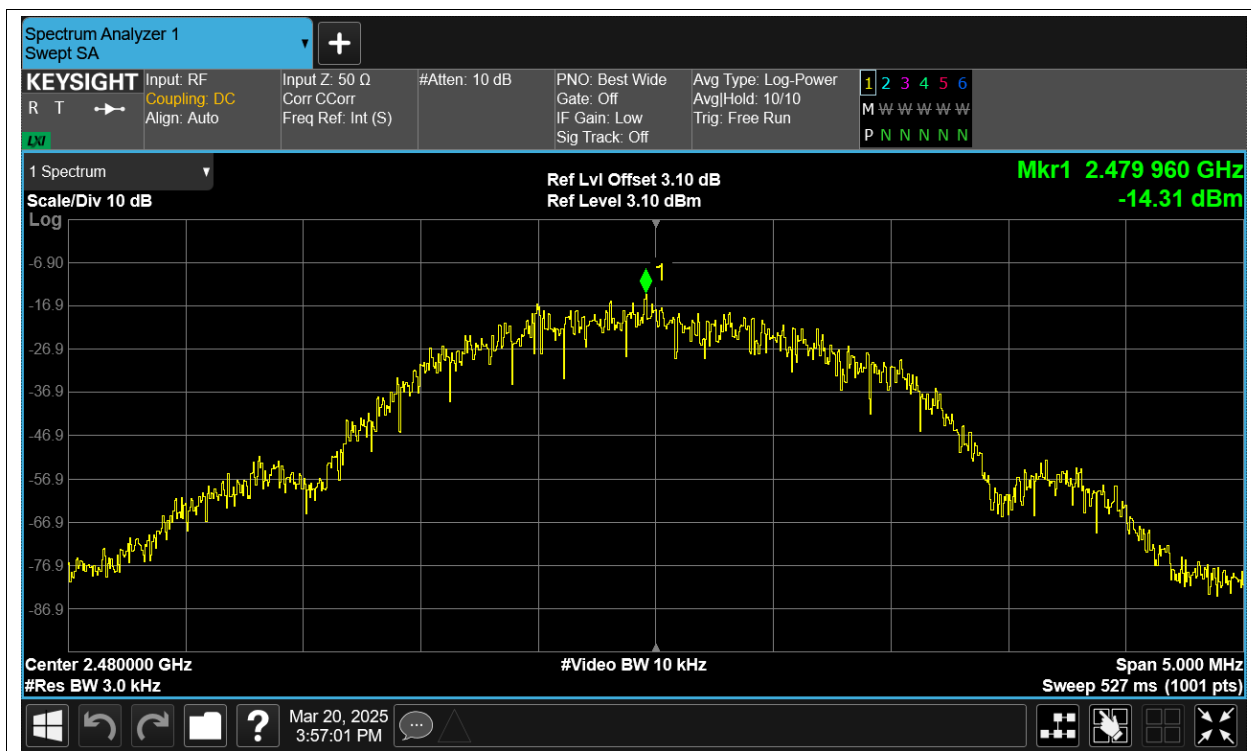 Spectrum Analyzer 1
Swept SA
KEYSIGHT
R T
LXI
Input: RF
Coupling: DC
Align: Auto
Input Z: 50 Ω
Corr CCorr
Freq Ref: Int (S)
#Atten: 10 dB
PNO: Best Wide
Gate: Off
IF Gain: Low
Sig Track: Off
Avg Type: Log-Power
Avg|Hold: 10/10
Trig: Free Run
1 2 3 4 5 6
M W W W W W
P N N N N N
1 Spectrum
Scale/Div 10 dB
Ref Lvl Offset 3.10 dB
Ref Level 3.10 dBm
Mkr1 2.479 960 GHz
-14.31 dBm
Log
1
-6.90
-16.9
-26.9
-36.9
-46.9
-56.9
-66.9
-76.9
-86.9
Center 2.480000 GHz
#Res BW 3.0 kHz
#Video BW 10 kHz
Span 5.000 MHz
Sweep 527 ms (1001 pts)
?
Mar 20, 2025
3:57:01 PM